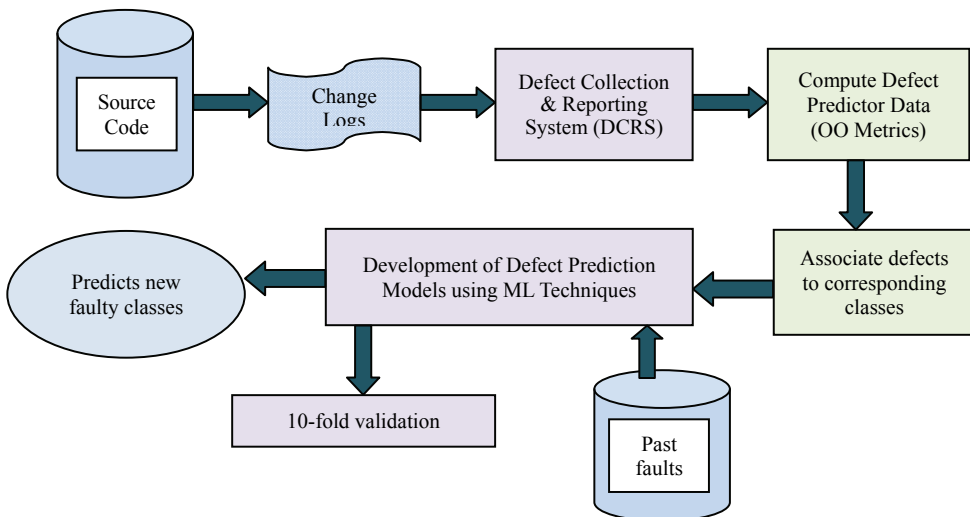 Source
Code
Change
Logs
Defect Collection
& Reporting
System (DCRS)
Compute Defect
Predictor Data
(OO Metrics)
Predicts new
faulty classes
Development of Defect Prediction
Models using ML Techniques
Associate defects
to corresponding
classes
10-fold validation
Past
faults